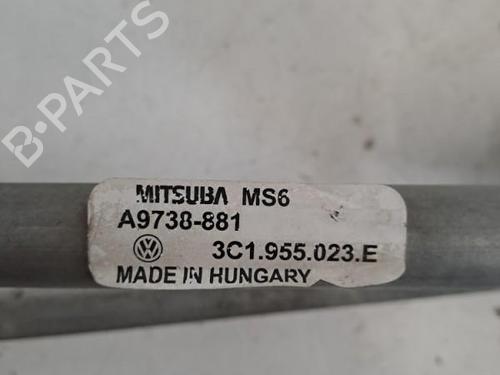 MITSUBA MS6
A9738-881
3C1.955.023.E
MADE IN HUNGARY
B-PARTS